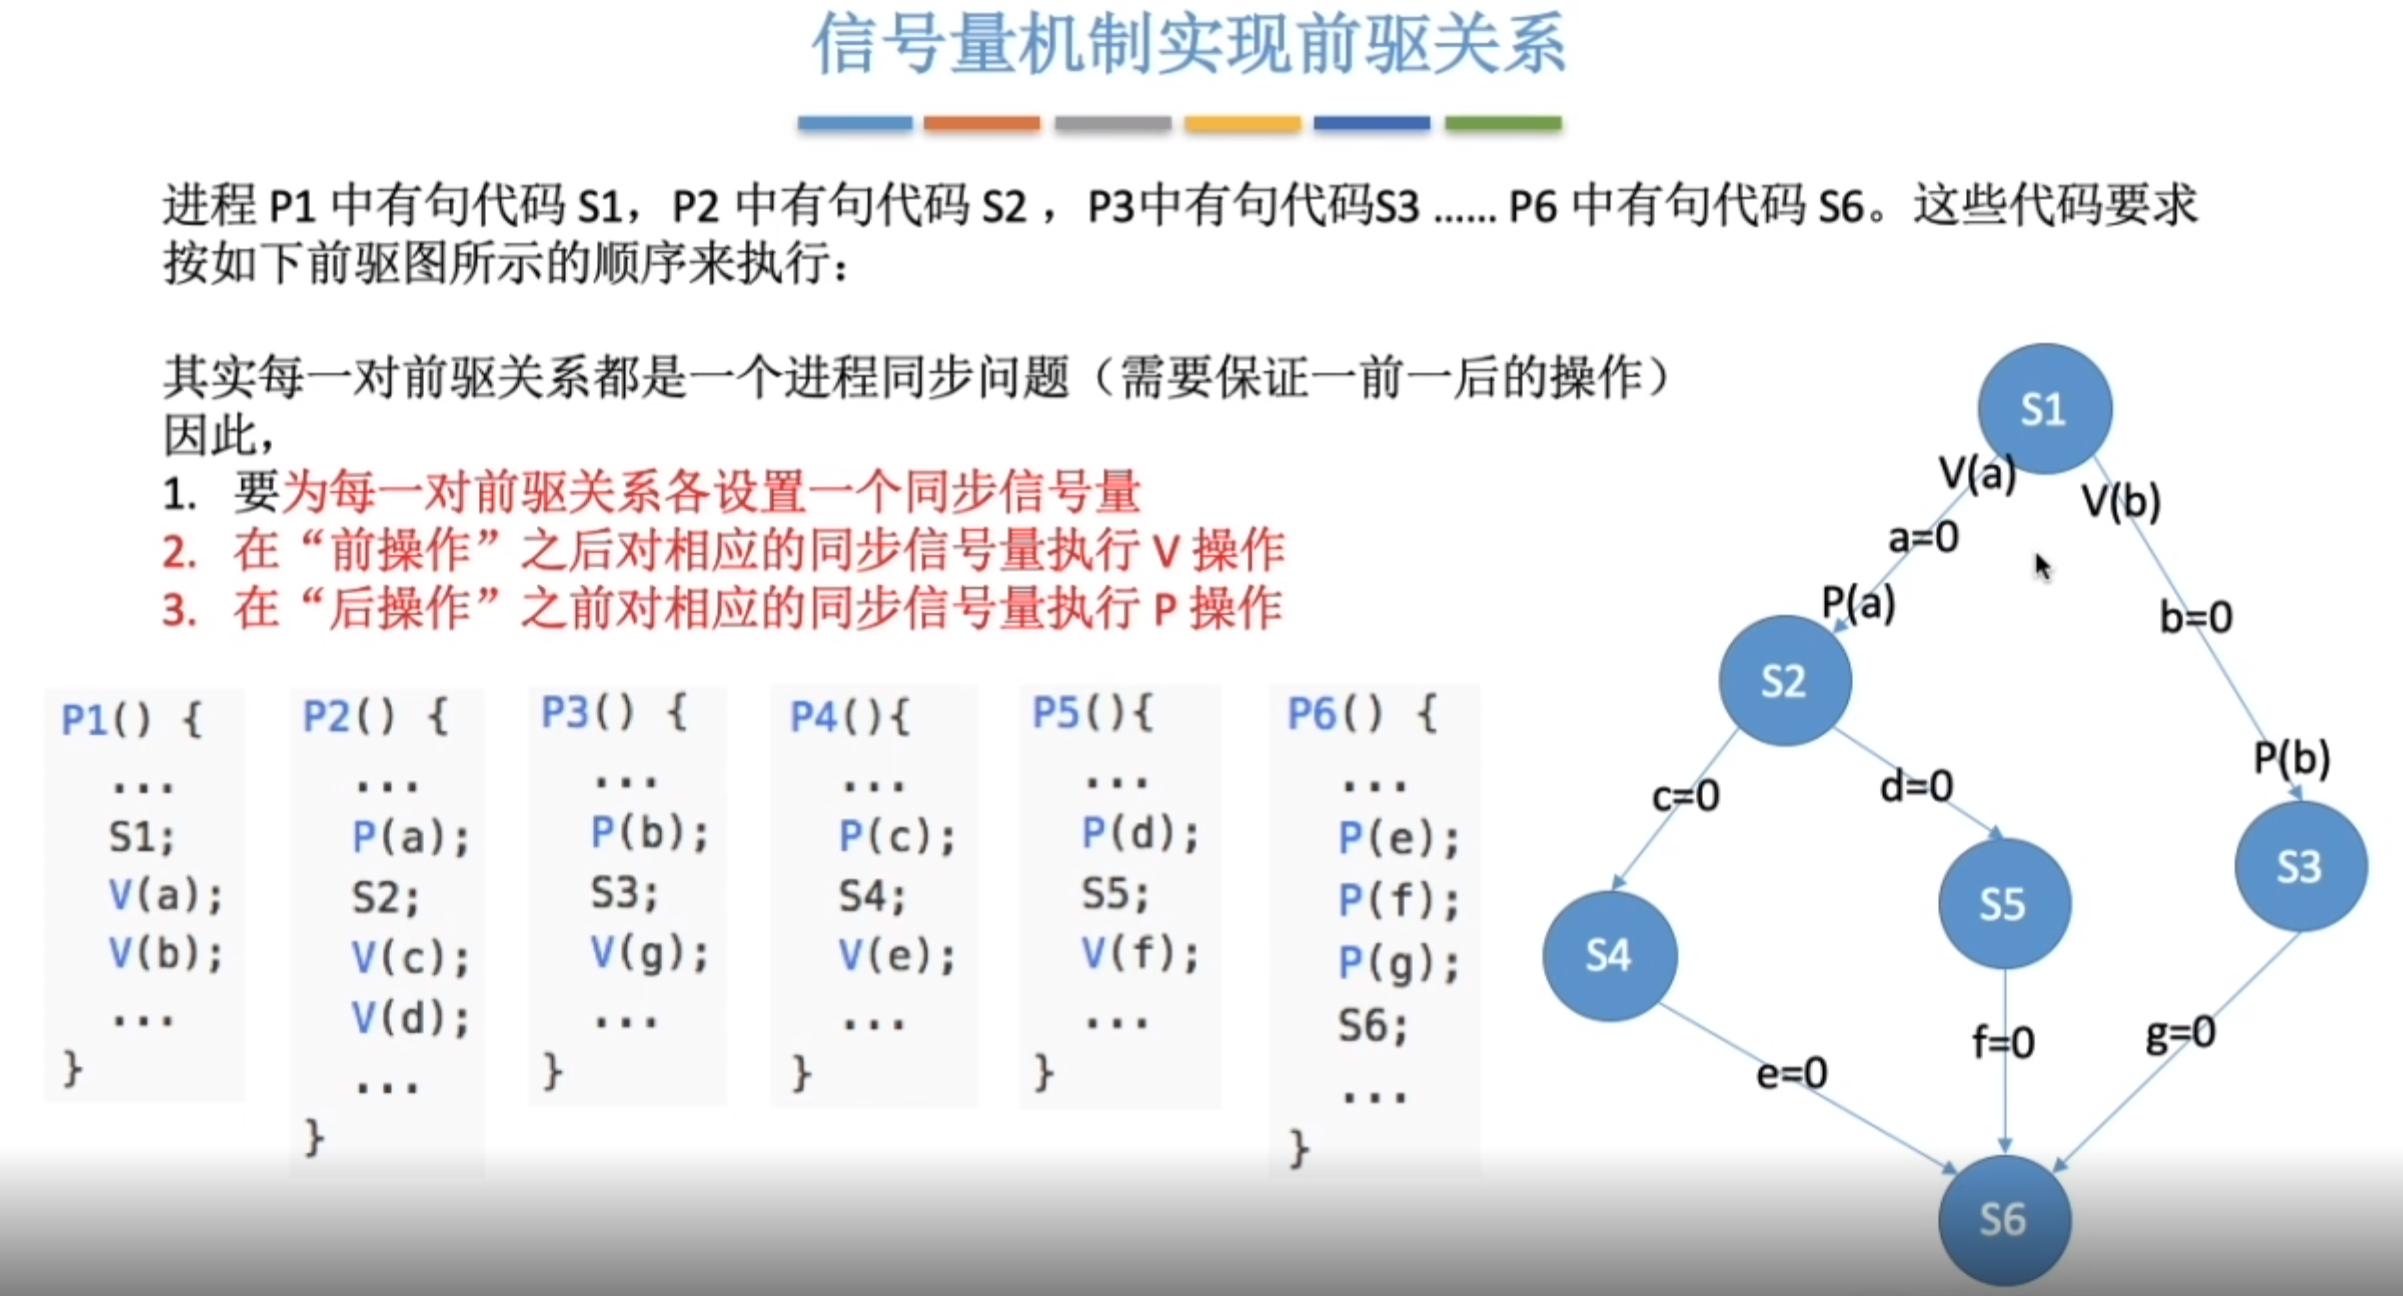 信号量机制实现前驱关系
进程 P1 中有句代码 S1，P2 中有句代码 S2 ，P3中有句代码S3 …… P6 中有句代码 S6。这些代码要求
按如下前驱图所示的顺序来执行：
其实每一对前驱关系都是一个进程同步问题（需要保证一前一后的操作）
因此，
1. 要为每一对前驱关系各设置一个同步信号量
2. 在“前操作”之后对相应的同步信号量执行 V 操作
3. 在“后操作”之前对相应的同步信号量执行 P 操作
P1() {
...
S1;
V(a);
V(b);
...
}
P2() {
...
P(a);
S2;
V(c);
V(d);
...
}
P3() {
...
P(b);
S3;
V(g);
...
}
P4(){
...
P(c);
S4;
V(e);
...
}
P5(){
...
P(d);
S5;
V(f);
...
}
P6() {
...
P(e);
P(f);
P(g);
S6;
...
}
S1
V(a)
V(b)
a=0
P(a)
b=0
S2
P(b)
c=0
d=0
S3
S5
S4
f=0
g=0
e=0
S6